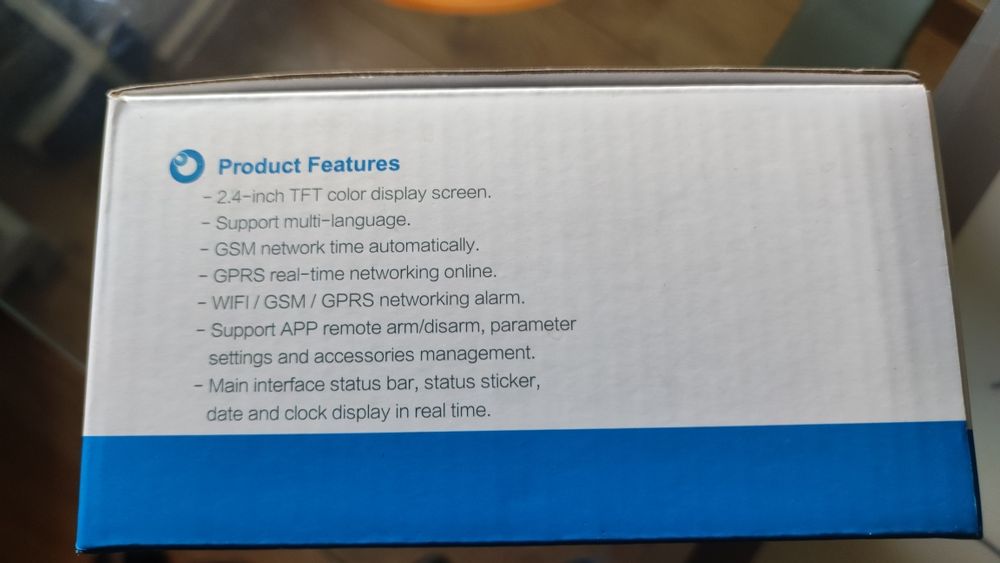 Product Features
- 2.4-inch TFT color display screen.
- Support multi-language.
- GSM network time automatically.
- GPRS real-time networking online.
- WIFI / GSM / GPRS networking alarm.
- Support APP remote arm/disarm, parameter
settings and accessories management.
- Main interface status bar, status sticker,
date and clock display in real time.